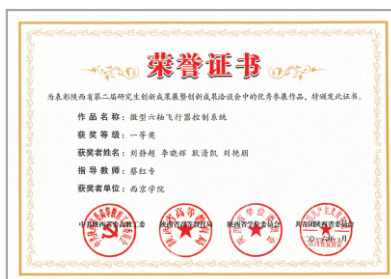 荣誉证书
为表彰陕西省第二届研究生创新成果展暨创新成果洽谈会中的优秀参展作品,特颁发此证书。
作品名称:微型六轴飞行器控制系统
获奖等级:一等奖
获奖者姓名:刘静超 李晓辉 耿清凯 刘艳朋
指导教师:蔡红专
获奖者单位:西京学院